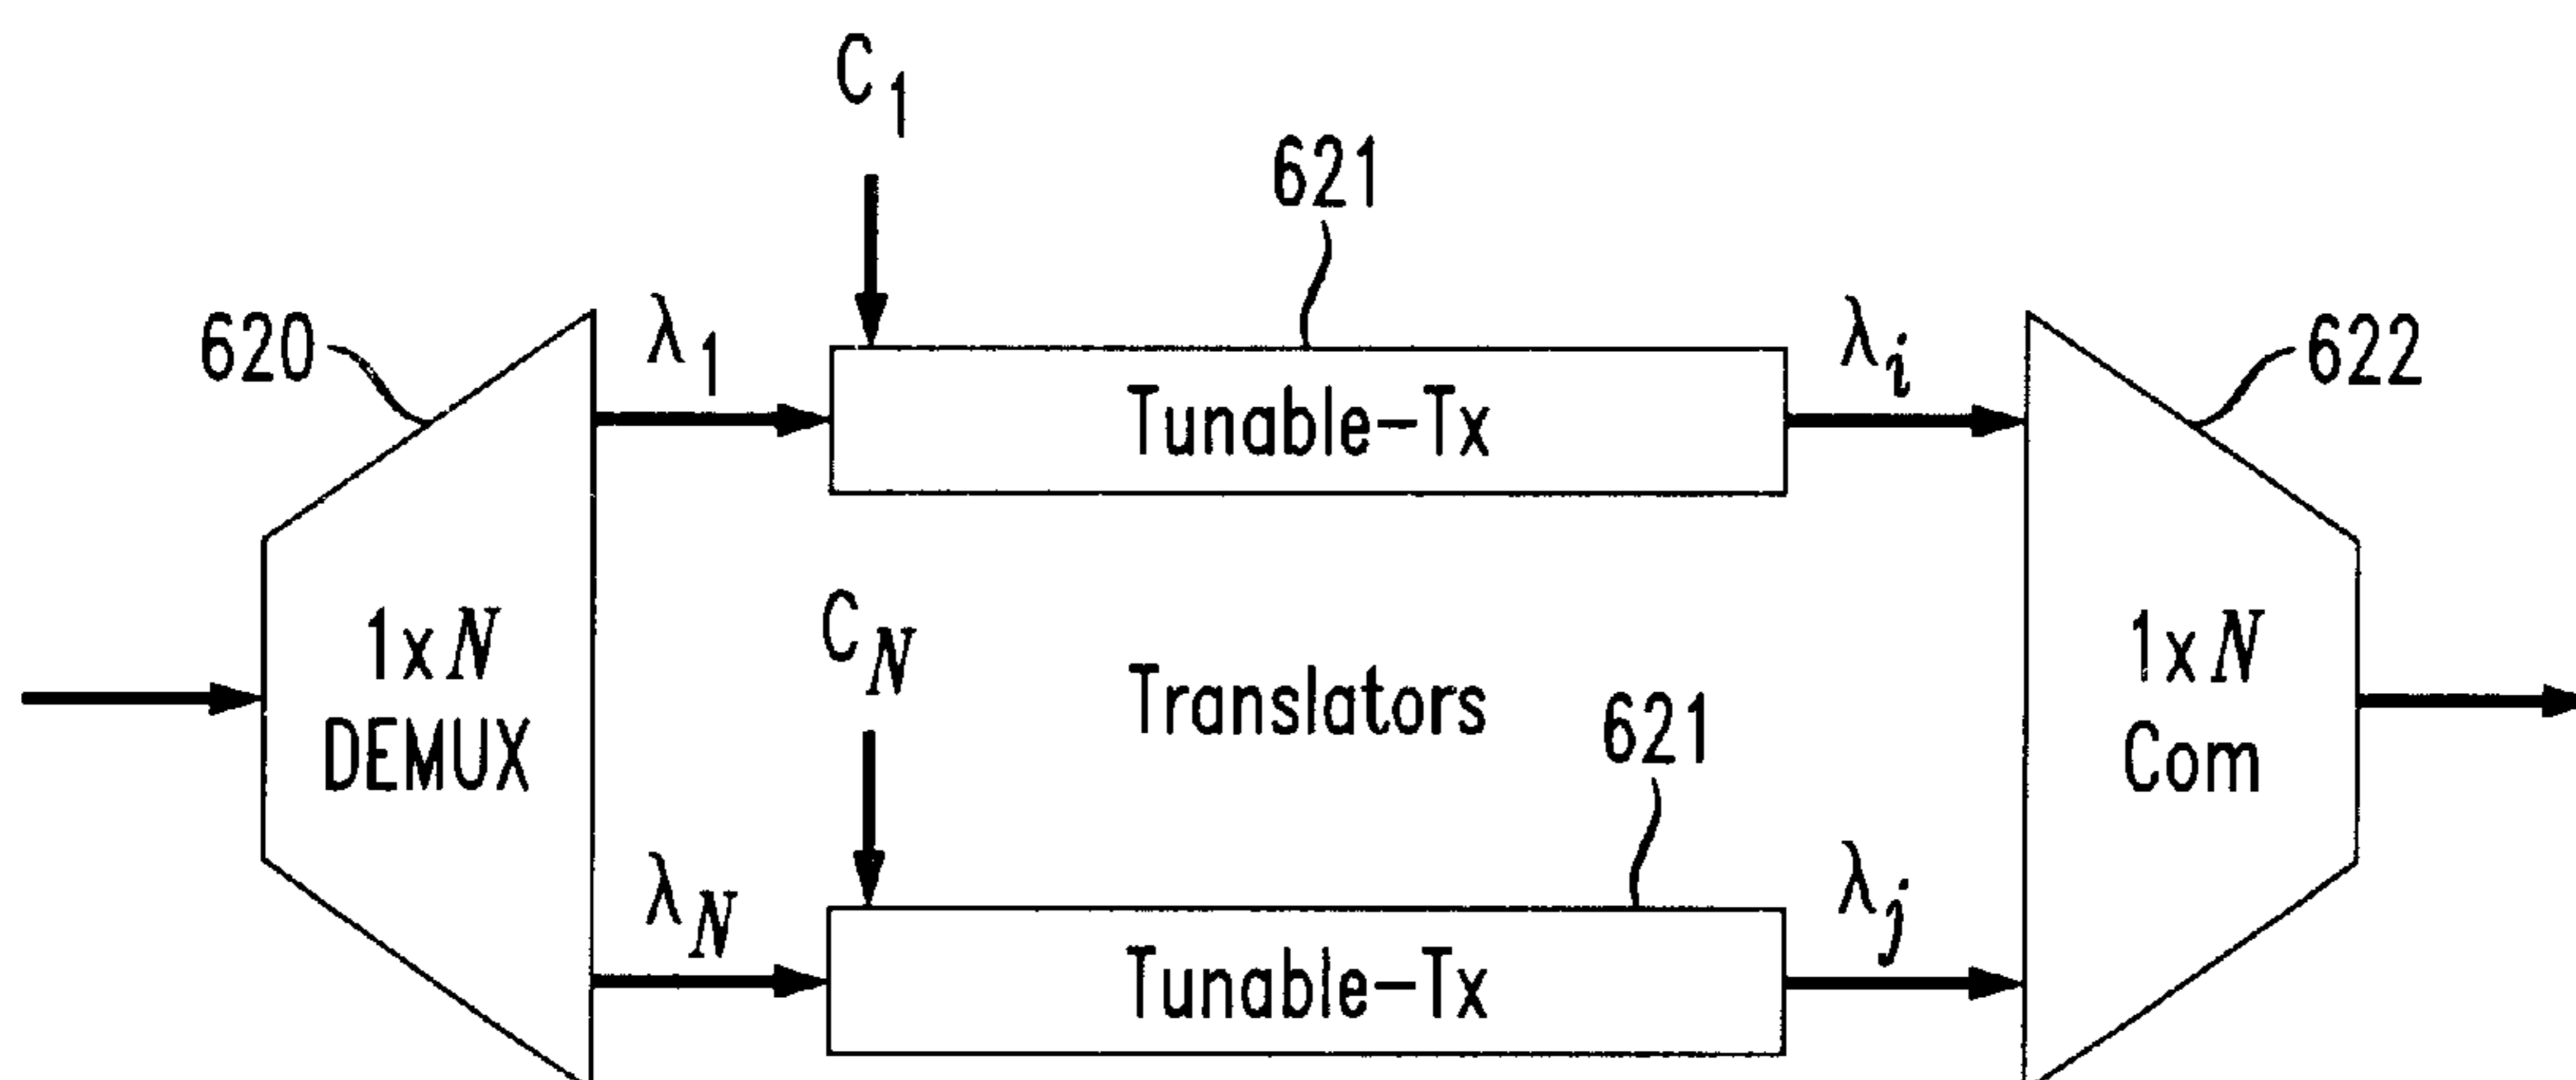 C1
621
620
λ1
λi
622
Tunable-Tx
1xN
DEMUX
CN
Translators
621
1xN
Com
λN
λj
Tunable-Tx